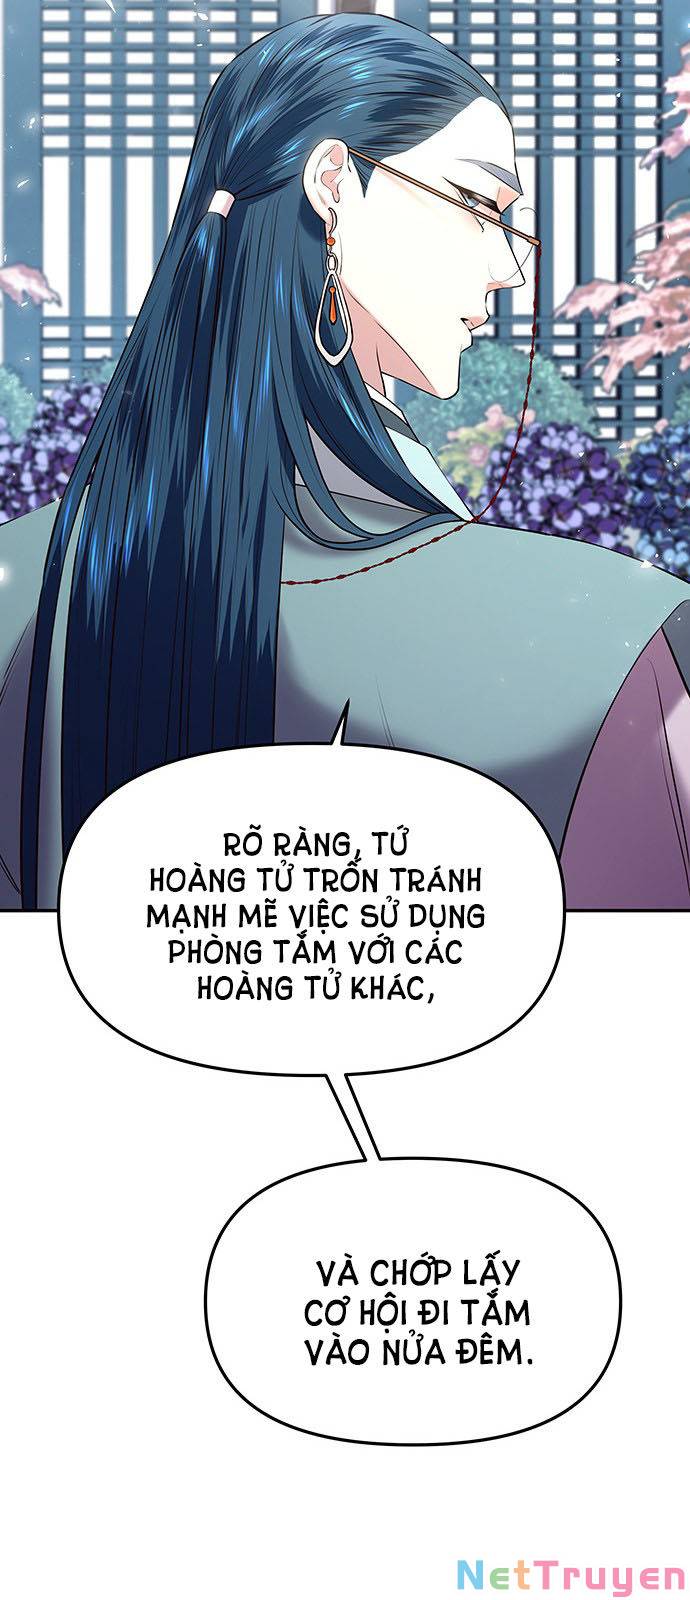 RÕ RÀNG, TỨ
HOÀNG TỬ TRỐN TRÁNH
MẠNH MẼ VIỆC SỬ DỤNG
PHÒNG TẮM VỚI CÁC
HOÀNG TỬ KHÁC,
VÀ CHỚP LẤY
CƠ HỘI ĐI TẮM
VÀO NỬA ĐÊM.
NetTruyen